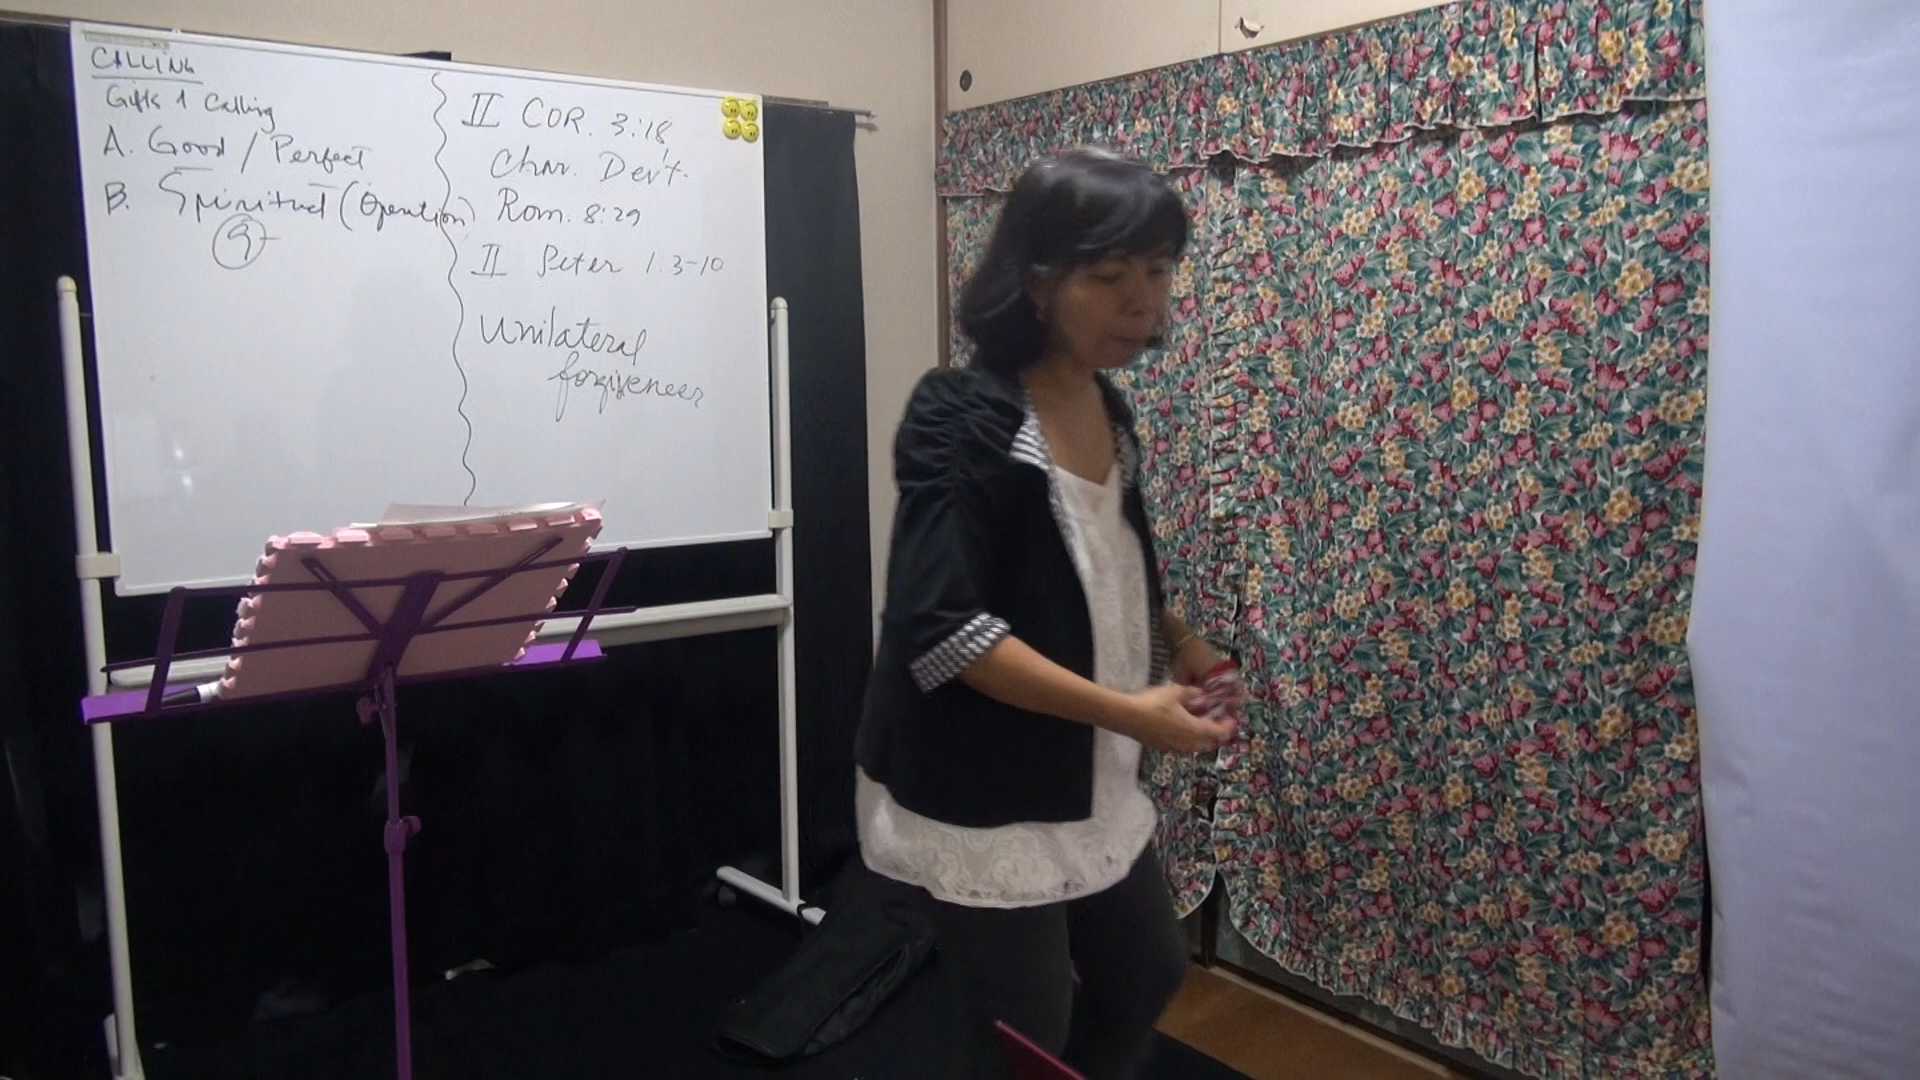 CALLING
Gifts & Calling
A. Good / Perfect
B. Spiritual (Operation)
9
II COR. 3:18
Char. Dev't.
Rom. 8:29
II Peter 1.3-10
Unilateral
forgiveness